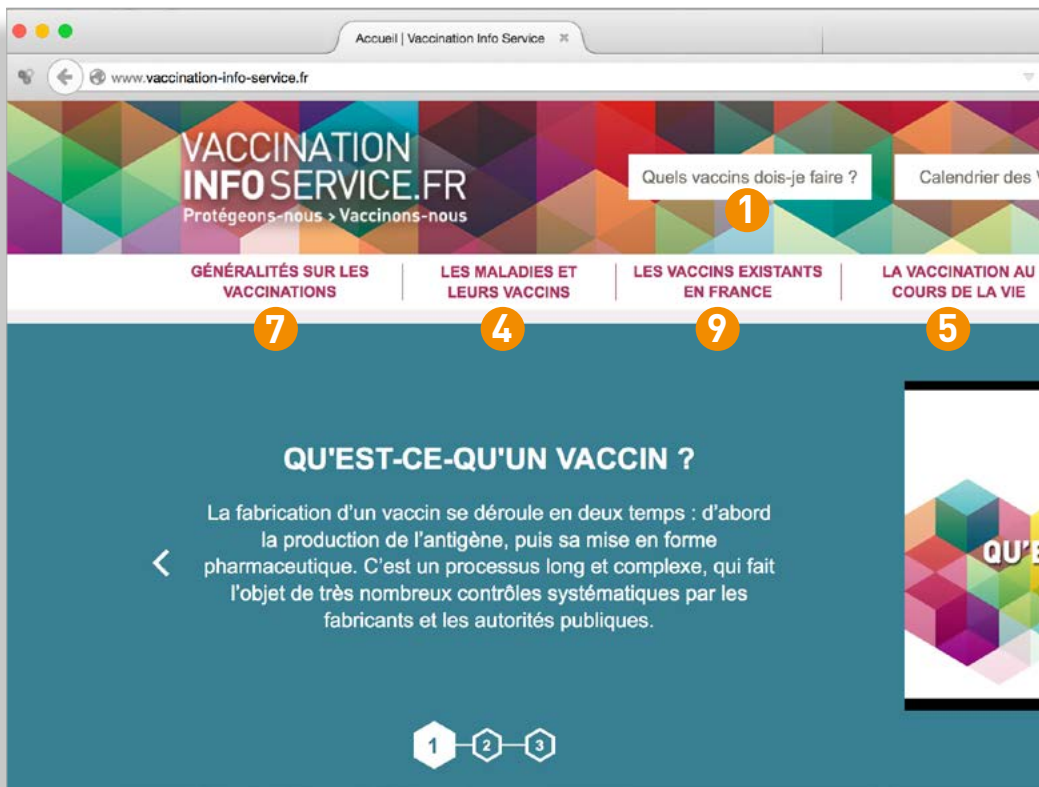 Accueil | Vaccination Info Service
www.vaccination-info-service.fr
VACCINATION
INFO SERVICE.FR
Protégeons-nous > Vaccinons-nous
Quels vaccins dois-je faire ?
Calendrier des V
1
GÉNÉRALITÉS SUR LES
VACCINATIONS
LES MALADIES ET
LEURS VACCINS
LES VACCINS EXISTANTS
EN FRANCE
LA VACCINATION AU
COURS DE LA VIE
7
4
9
5
QU'EST-CE-QU'UN VACCIN ?
La fabrication d'un vaccin se déroule en deux temps : d'abord
la production de l'antigène, puis sa mise en forme
pharmaceutique. C'est un processus long et complexe, qui fait
l'objet de très nombreux contrôles systématiques par les
fabricants et les autorités publiques.
QU'E
1
2
3